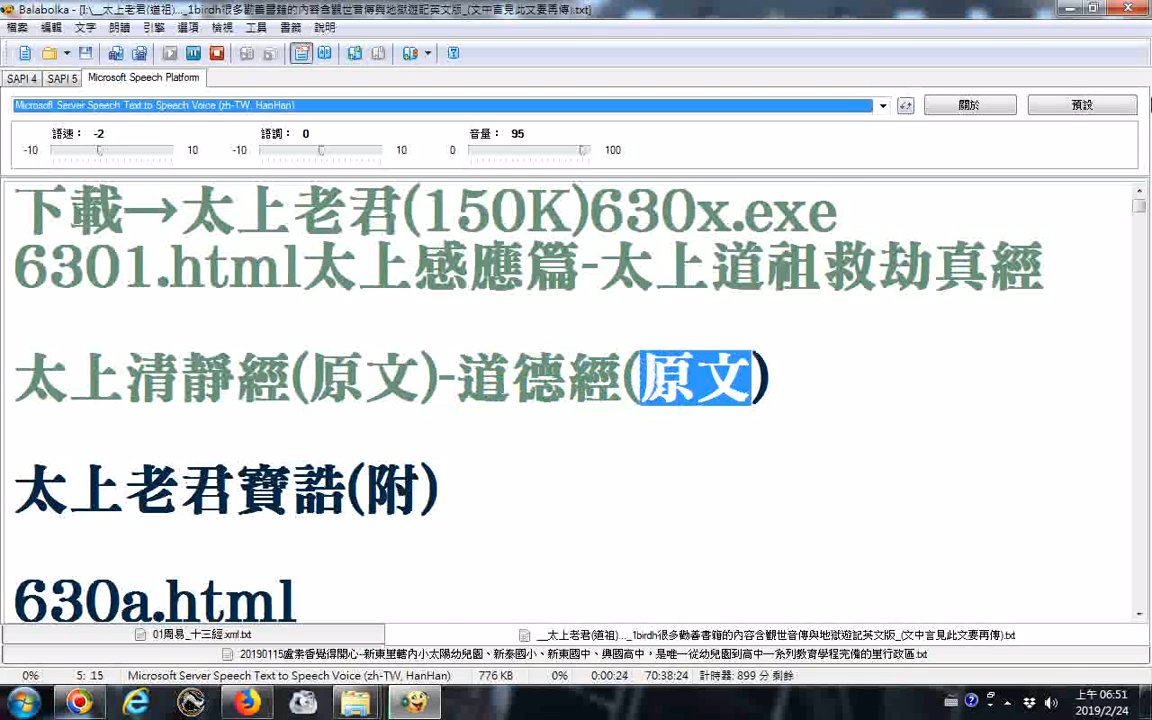 Balabolka - [I:\__太上老君(道祖)..._1birdh很多勸善書籍的內容含觀世音傳與地獄遊記英文版_(文中言見此文要再傳).txt]
檔案 編輯 文字 朗讀 引擎 選項 檢視 工具 書籤 說明
SAPI 4 SAPI 5 Microsoft Speech Platform
Microsoft Server Speech Text to Speech Voice (zh-TW, HanHan) 關於 預設
語速： -2 語調： 0 音量： 95
-10 10 -10 10 0 100
下載→太上老君(150K)630x.exe
6301.html太上感應篇-太上道祖救劫真經
太上清靜經(原文)-道德經(原文)
太上老君寶誥(附)
630a.html
01周易_十三經.xml.txt __太上老君(道祖)..._1birdh很多勸善書籍的內容含觀世音傳與地獄遊記英文版_(文中言見此文要再傳).txt
20190115盧素香覺得開心-新東里轄內小太陽幼兒園、新泰國小、新東國中、興國高中，是唯一從幼兒園到高中一系列教育學程完備的里行政區.txt
0% 5: 15 Microsoft Server Speech Text to Speech Voice (zh-TW, HanHan) 776 KB 0% 0:00:24 70:38:24 計時器: 899 分 剩餘
上午 06:51
2019/2/24